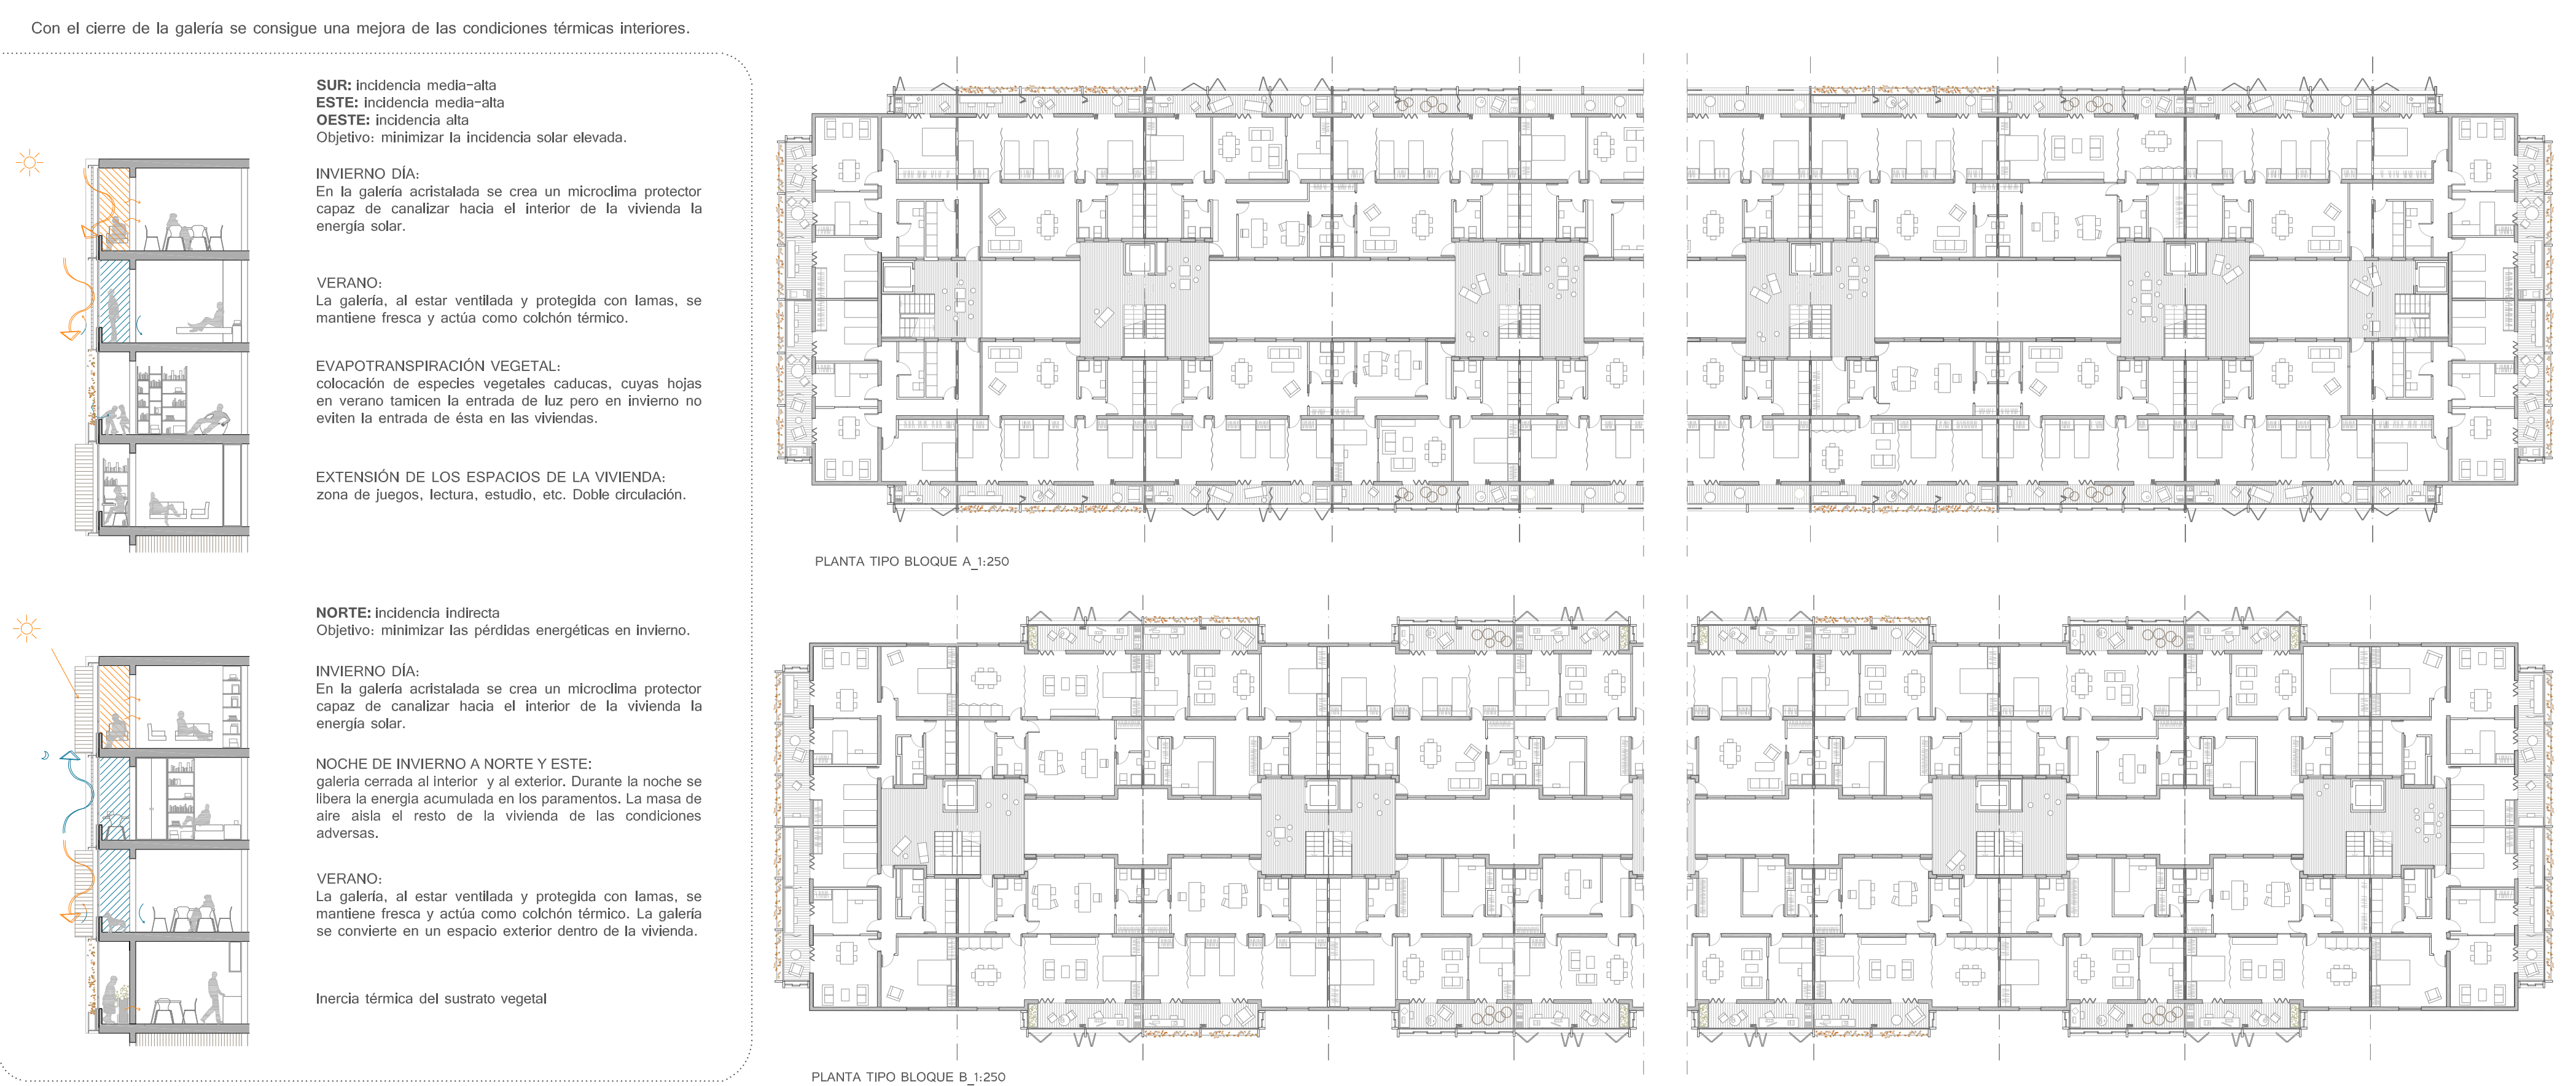 Con el cierre de la galería se consigue una mejora de las condiciones térmicas interiores.
SUR: incidencia media-alta
ESTE: incidencia media-alta
OESTE: incidencia alta
Objetivo: minimizar la incidencia solar elevada.
INVIERNO DÍA:
En la galería acristalada se crea un microclima protector
capaz de canalizar hacia el interior de la vivienda la
energía solar.
VERANO:
La galería, al estar ventilada y protegida con lamas, se
mantiene fresca y actúa como colchón térmico.
EVAPOTRANSPIRACIÓN VEGETAL:
colocación de especies vegetales caducas, cuyas hojas
en verano tamicen la entrada de luz pero en invierno no
eviten la entrada de ésta en las viviendas.
EXTENSIÓN DE LOS ESPACIOS DE LA VIVIENDA:
zona de juegos, lectura, estudio, etc. Doble circulación.
PLANTA TIPO BLOQUE A_1:250
NORTE: incidencia indirecta
Objetivo: minimizar las pérdidas energéticas en invierno.
INVIERNO DÍA:
En la galería acristalada se crea un microclima protector
capaz de canalizar hacia el interior de la vivienda la
energía solar.
NOCHE DE INVIERNO A NORTE Y ESTE:
galeria cerrada al interior y al exterior. Durante la noche se
libera la energia acumulada en los paramentos. La masa de
aire aisla el resto de la vivienda de las condiciones
adversas.
VERANO:
La galería, al estar ventilada y protegida con lamas, se
mantiene fresca y actúa como colchón térmico. La galería
se convierte en un espacio exterior dentro de la vivienda.
Inercia térmica del sustrato vegetal
PLANTA TIPO BLOQUE B_1:250